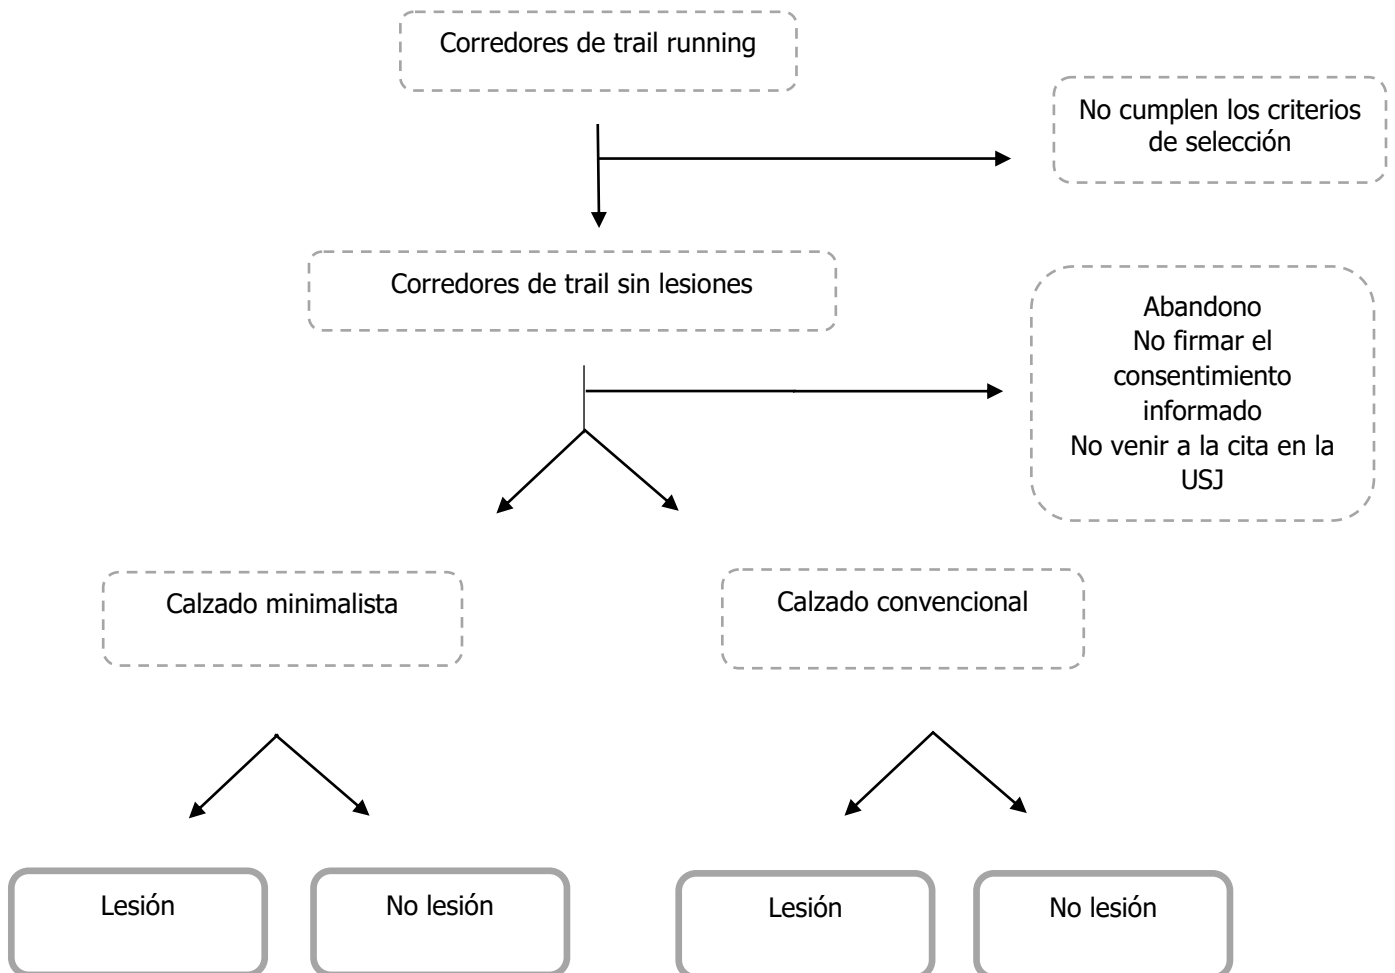 Corredores de trail running
No cumplen los criterios
de selección
Corredores de trail sin lesiones
Abandono
No firmar el
consentimiento
informado
No venir a la cita en la
USJ
Calzado minimalista
Calzado convencional
Lesión
No lesión
Lesión
No lesión